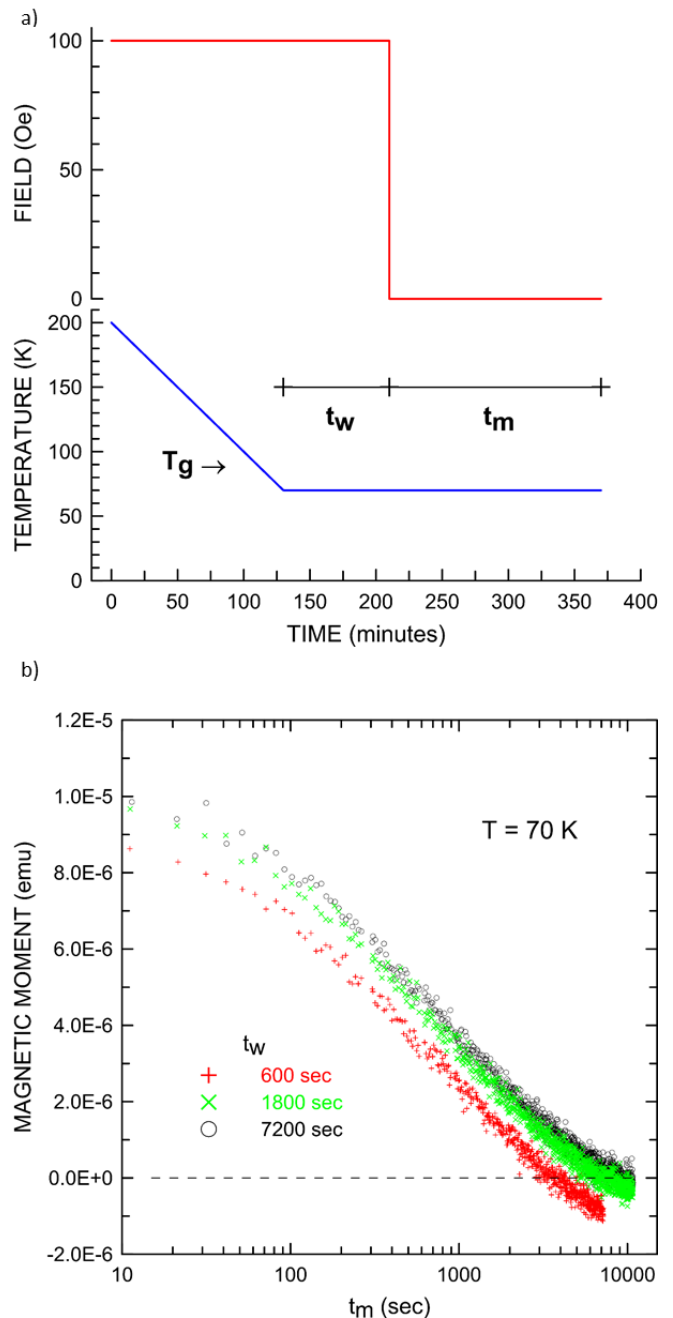 a)
FIELD (Oe)
100
50
0
TEMPERATURE (K)
200
150
100
50
0
tw
tm
Tg →
0 50 100 150 200 250 300 350 400
TIME (minutes)
b)
MAGNETIC MOMENT (emu)
1.2E-5
1.0E-5
8.0E-6
6.0E-6
4.0E-6
2.0E-6
0.0E+0
-2.0E-6
T = 70 K
tw
600 sec
1800 sec
7200 sec
10 100 1000 10000
tm (sec)